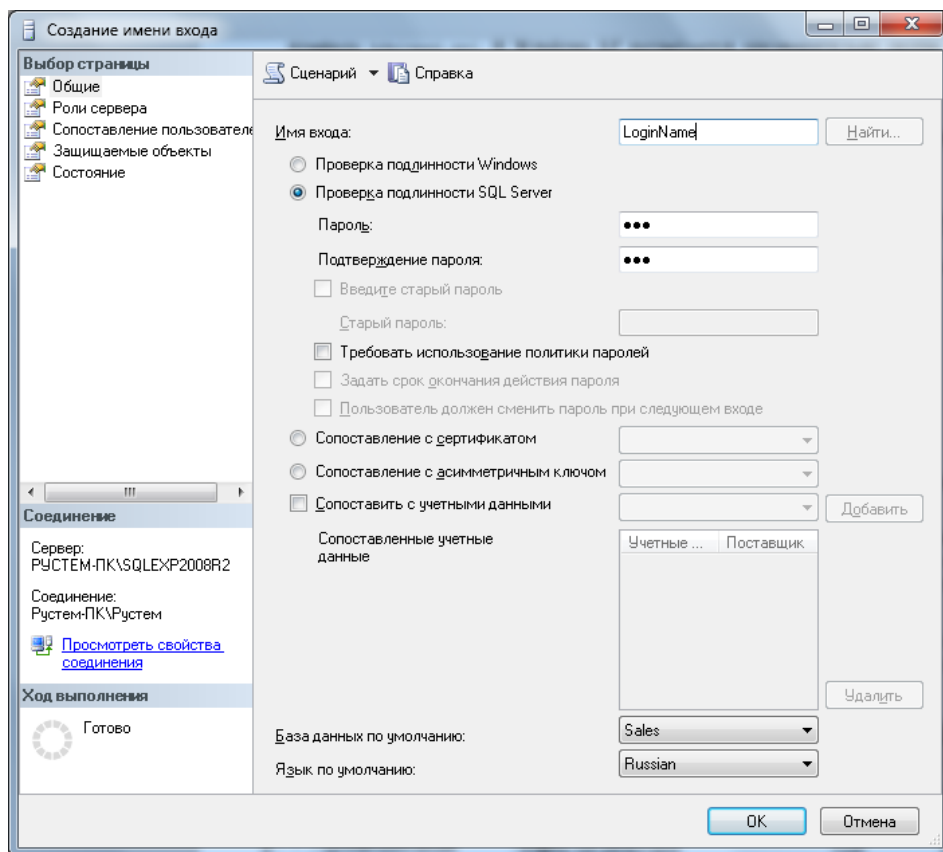 Создание имени входа
Выбор страницы
Общие
Роли сервера
Сопоставление пользователе
Защищаемые объекты
Состояние
Соединение
Сервер:
РУСТЕМ-ПК\SQLEXP2008R2
Соединение:
Рустем-ПК\Рустем
Просмотреть свойства
соединения
Ход выполнения
Готово
Сценарий Справка
Имя входа: LoginName Найти...
Проверка подлинности Windows
Проверка подлинности SQL Server
Пароль: •••
Подтверждение пароля: •••
Введите старый пароль
Старый пароль:
Требовать использование политики паролей
Задать срок окончания действия пароля
Пользователь должен сменить пароль при следующем входе
Сопоставление с сертификатом
Сопоставление с асимметричным ключом
Сопоставить с учетными данными Добавить
Сопоставленные учетные
данные
Учетные ... Поставщик
Удалить
База данных по умолчанию: Sales
Язык по умолчанию: Russian
OK Отмена